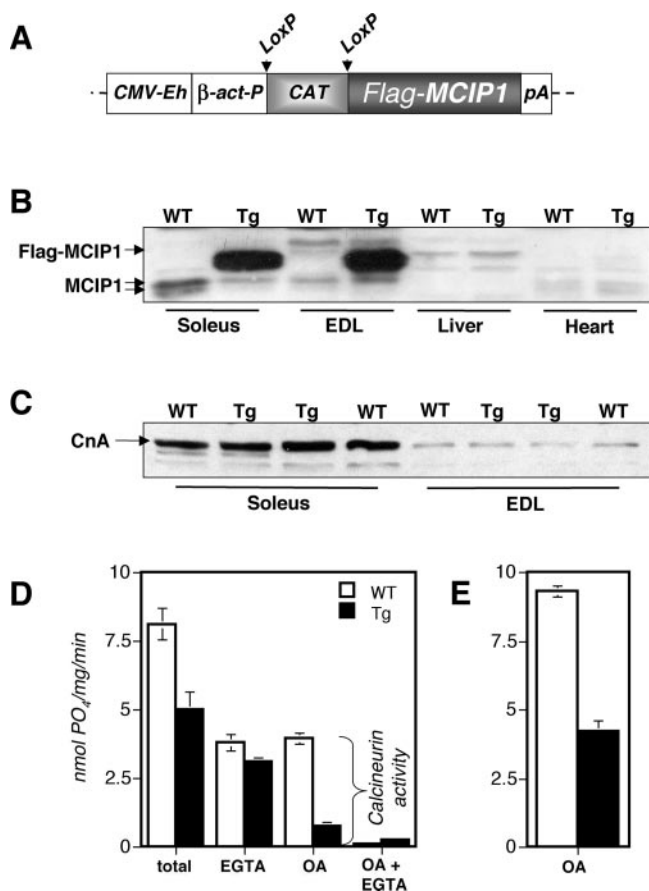 A
LoxP LoxP
CMV-Eh β-act-P CAT Flag-MCIP1 pA
B
WT Tg WT Tg WT Tg WT Tg
Flag-MCIP1
MCIP1
Soleus EDL Liver Heart
C
WT Tg Tg WT WT Tg Tg WT
CnA
Soleus EDL
D
nmol PO₄/mg/min
10
7.5
5
2.5
0
WT
Tg
Calcineurin
activity
total EGTA OA OA +
EGTA
E
10
7.5
5
2.5
0
OA